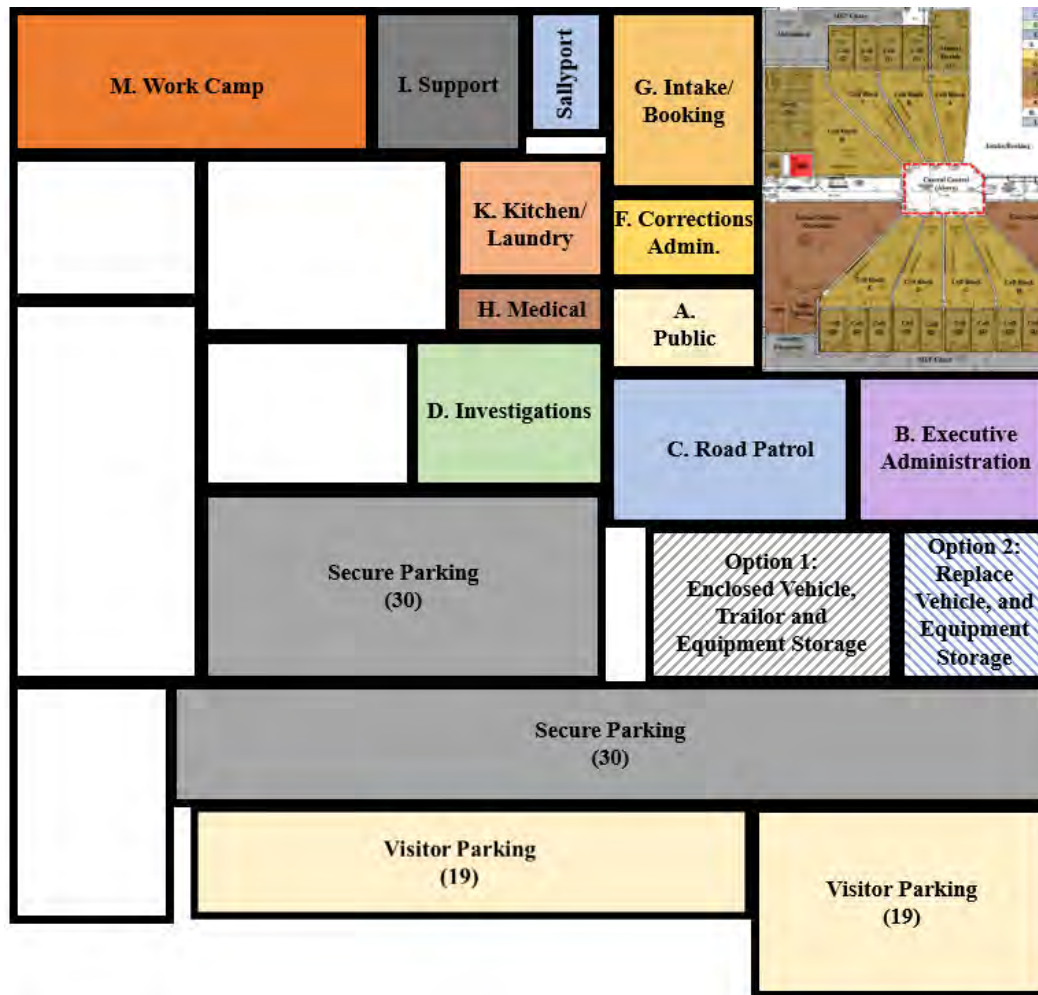 M. Work Camp
I. Support
Sallyport
G. Intake/
Booking
K. Kitchen/
Laundry
F. Corrections
Admin.
H. Medical
A.
Public
D. Investigations
C. Road Patrol
B. Executive
Administration
Secure Parking
(30)
Option 1:
Enclosed Vehicle,
Trailor and
Equipment Storage
Option 2:
Replace
Vehicle, and
Equipment
Storage
Secure Parking
(30)
Visitor Parking
(19)
Visitor Parking
(19)
Central Control
Intake/Booking